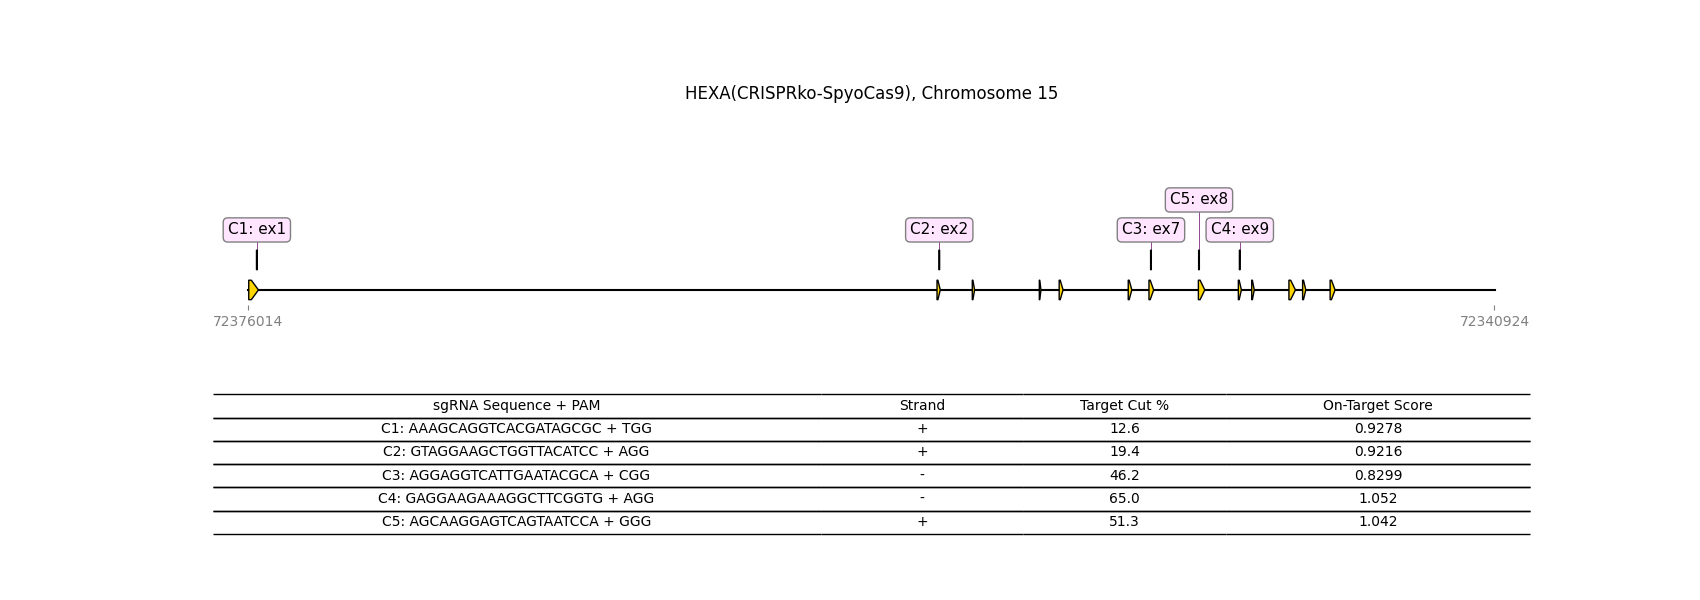 HEXA(CRISPRko-SpyoCas9), Chromosome 15
C5: ex8
C1: ex1 C2: ex2 C3: ex7 C4: ex9
72376014 72340924
sgRNA Sequence + PAM Strand Target Cut % On-Target Score
C1: AAAGCAGGTCACGATAGCGC + TGG + 12.6 0.9278
C2: GTAGGAAGCTGGTTACATCC + AGG + 19.4 0.9216
C3: AGGAGGTCATTGAATACGCA + CGG - 46.2 0.8299
C4: GAGGAAGAAAGGCTTCGGTG + AGG - 65.0 1.052
C5: AGCAAGGAGTCAGTAATCCA + GGG + 51.3 1.042